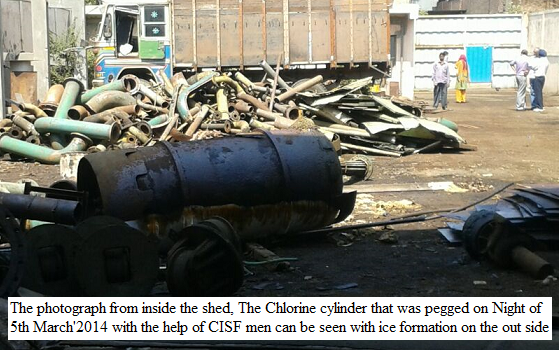 The photograph from inside the shed, The Chlorine cylinder that was pegged on Night of
5th March'2014 with the help of CISF men can be seen with ice formation on the out side